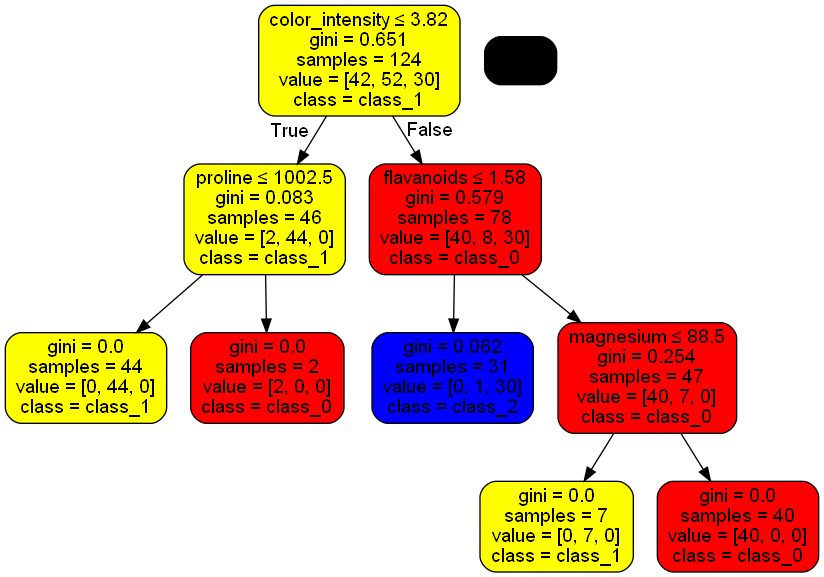 color_intensity ≤ 3.82
gini = 0.651
samples = 124
value = [42, 52, 30]
class = class_1
True
False
proline ≤ 1002.5
gini = 0.083
samples = 46
value = [2, 44, 0]
class = class_1
flavanoids ≤ 1.58
gini = 0.579
samples = 78
value = [40, 8, 30]
class = class_0
gini = 0.0
samples = 44
value = [0, 44, 0]
class = class_1
gini = 0.0
samples = 2
value = [2, 0, 0]
class = class_0
gini = 0.062
samples = 31
value = [0, 1, 30]
class = class_2
magnesium ≤ 88.5
gini = 0.254
samples = 47
value = [40, 7, 0]
class = class_0
gini = 0.0
samples = 7
value = [0, 7, 0]
class = class_1
gini = 0.0
samples = 40
value = [40, 0, 0]
class = class_0